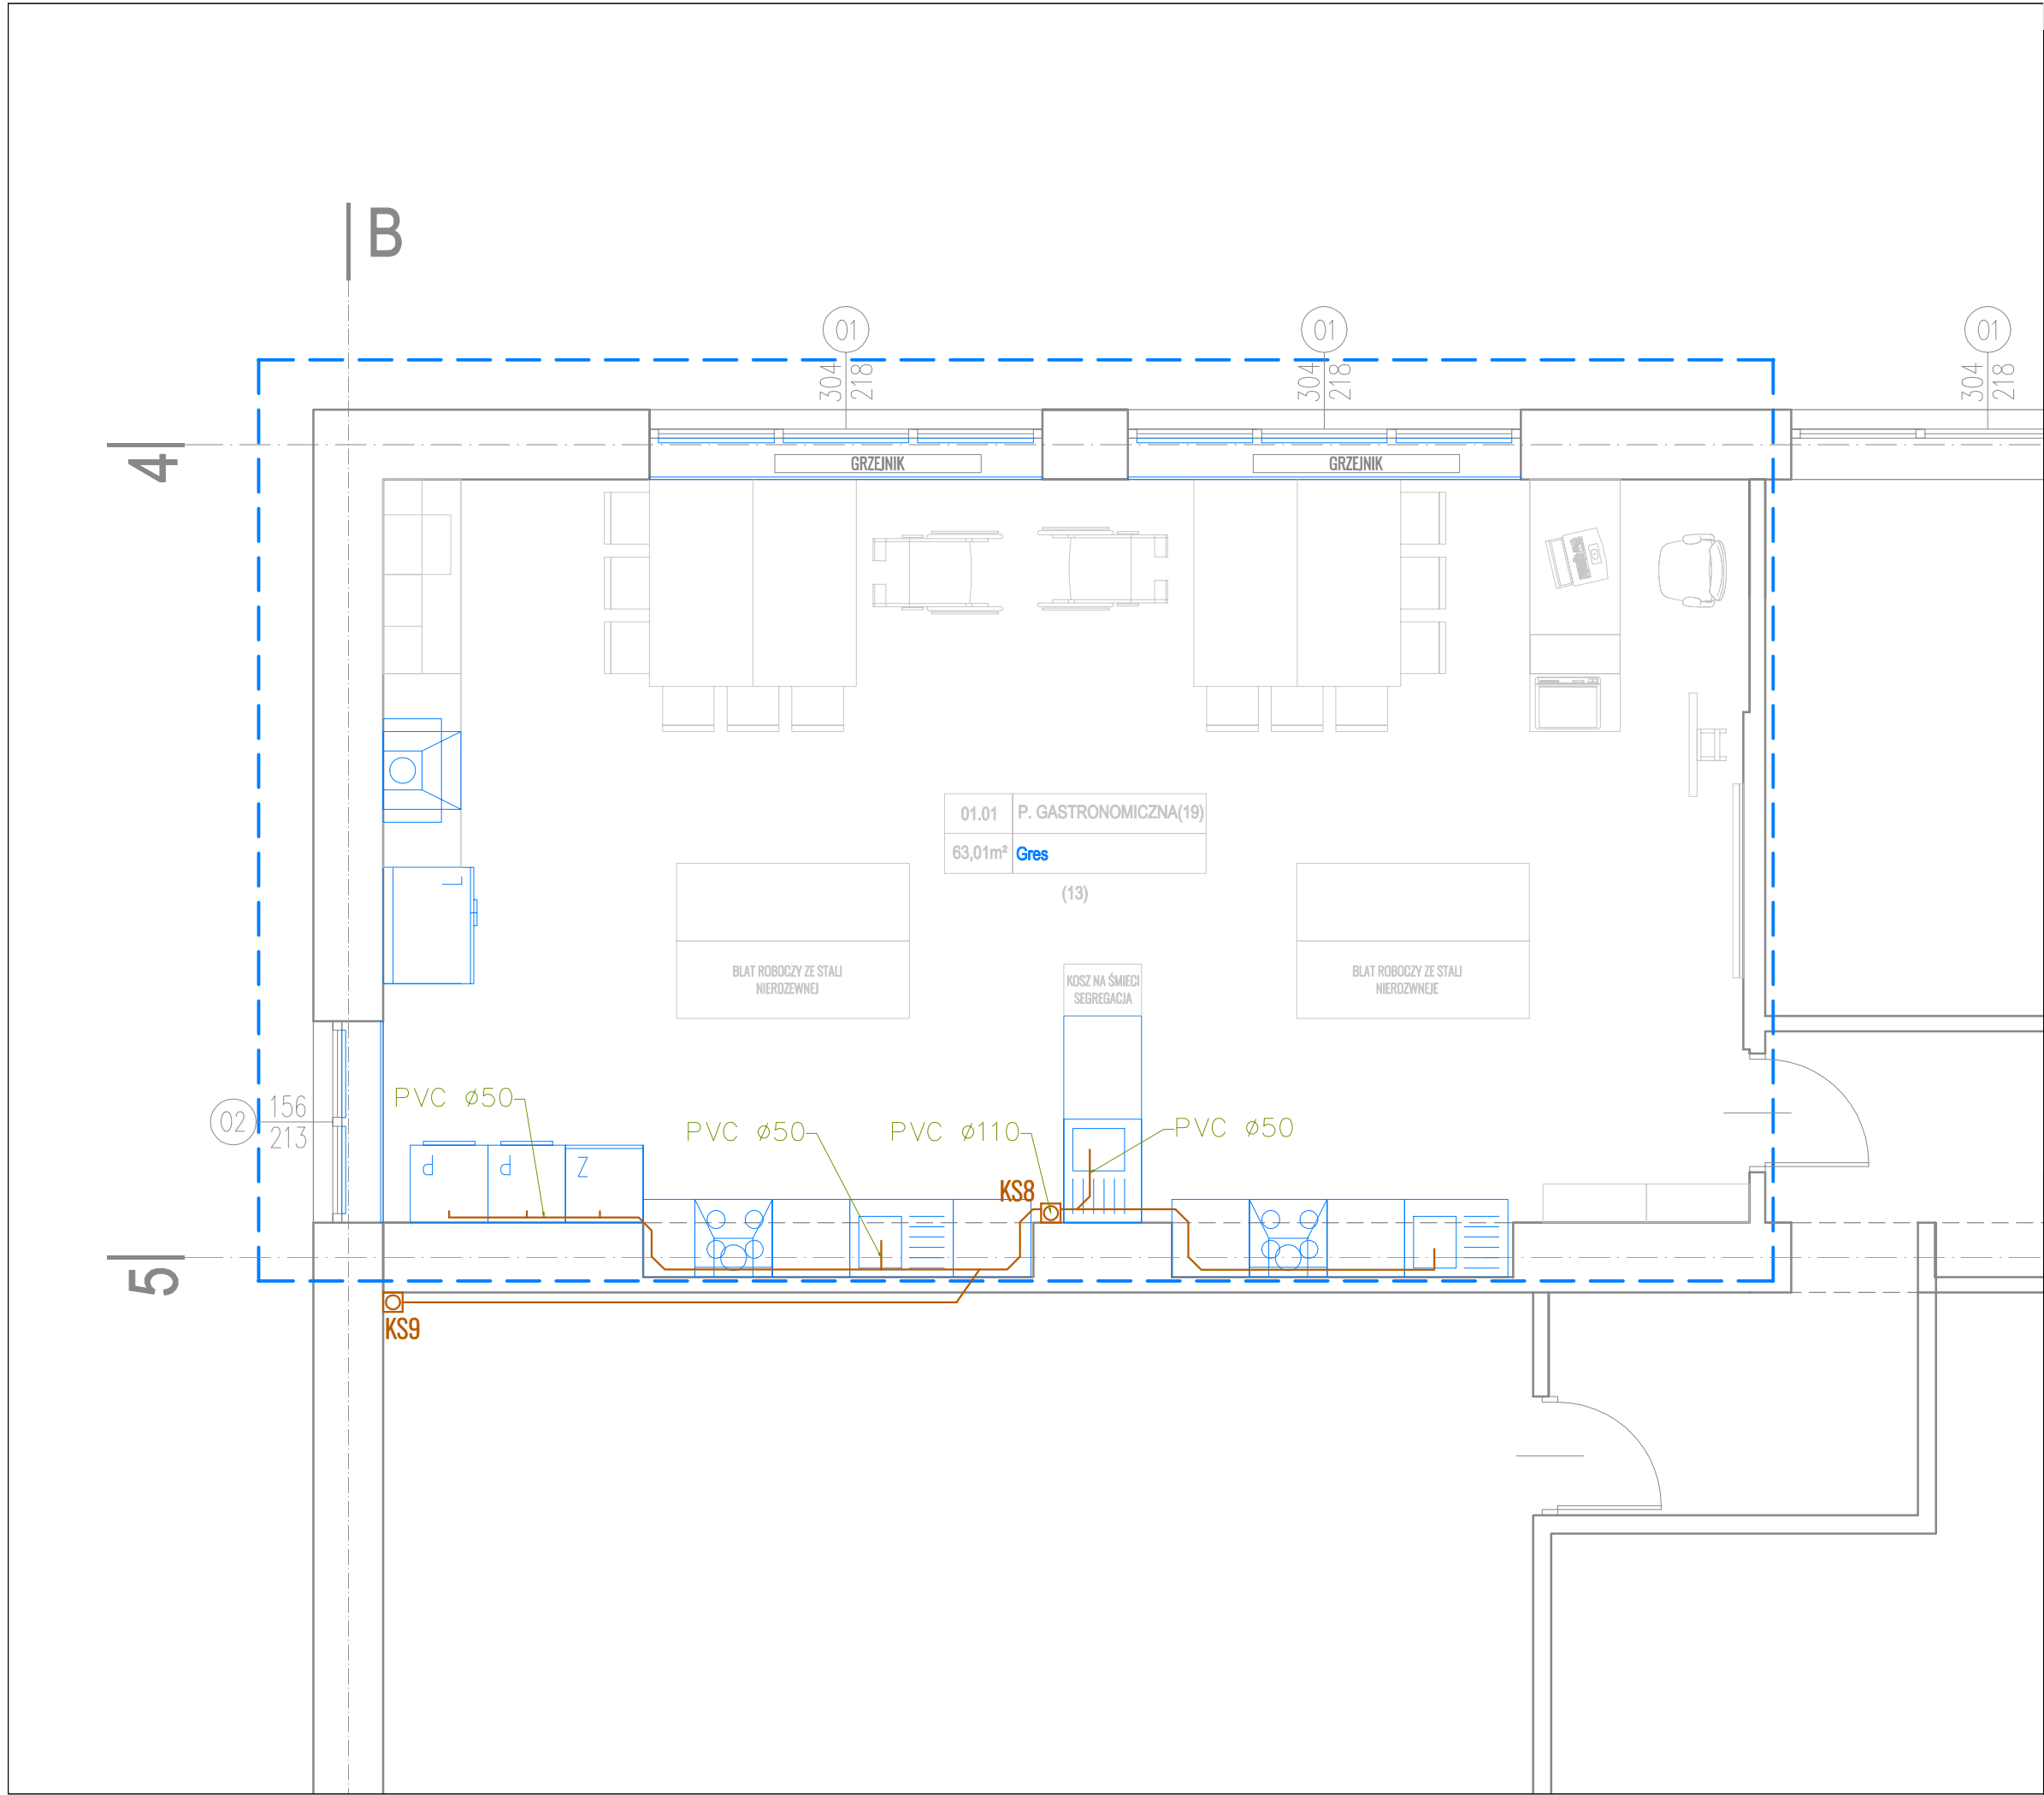 B
01
304
218
01
304
218
01
304
218
4
GRZEJNIK
GRZEJNIK
01.01
P. GASTRONOMICZNA(19)
63,01m²
Gres
(13)
L
BLAT ROBOCZY ZE STALI
NIERDZEWNEJ
KOSZ NA ŚMIECI
SEGREGACJA
BLAT ROBOCZY ZE STALI
NIERDZWNEJE
02
156
213
PVC ø50
PVC ø50
PVC ø110
PVC ø50
P
P
Z
KS8
5
KS9